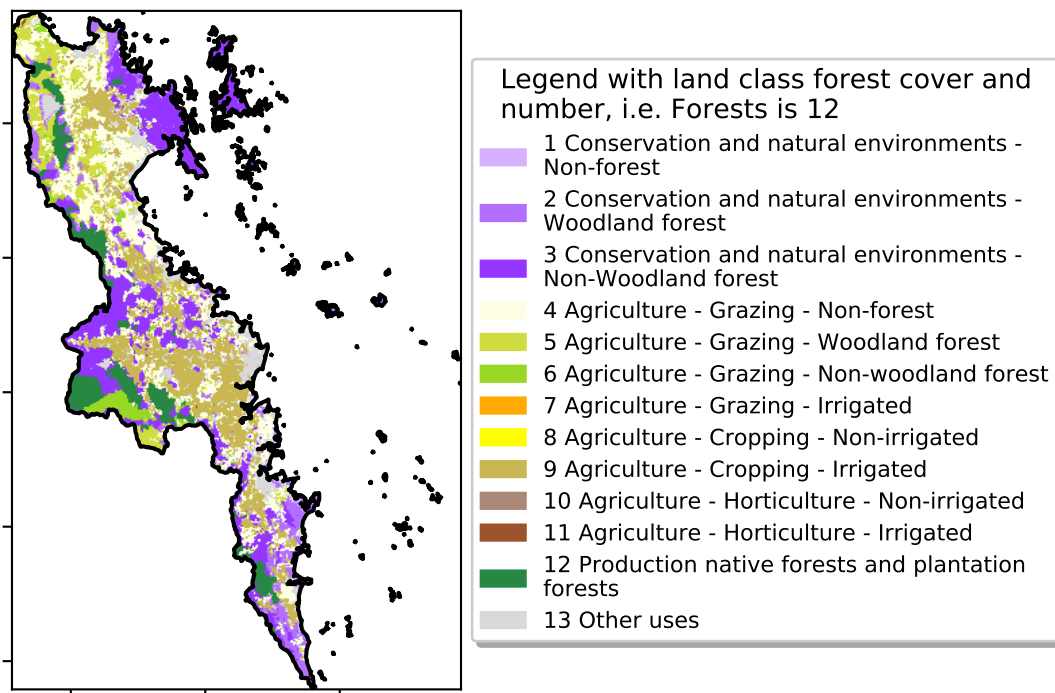 Legend with land class forest cover and
number, i.e. Forests is 12
1 Conservation and natural environments -
Non-forest
2 Conservation and natural environments -
Woodland forest
3 Conservation and natural environments -
Non-Woodland forest
4 Agriculture - Grazing - Non-forest
5 Agriculture - Grazing - Woodland forest
6 Agriculture - Grazing - Non-woodland forest
7 Agriculture - Grazing - Irrigated
8 Agriculture - Cropping - Non-irrigated
9 Agriculture - Cropping - Irrigated
10 Agriculture - Horticulture - Non-irrigated
11 Agriculture - Horticulture - Irrigated
12 Production native forests and plantation
forests
13 Other uses